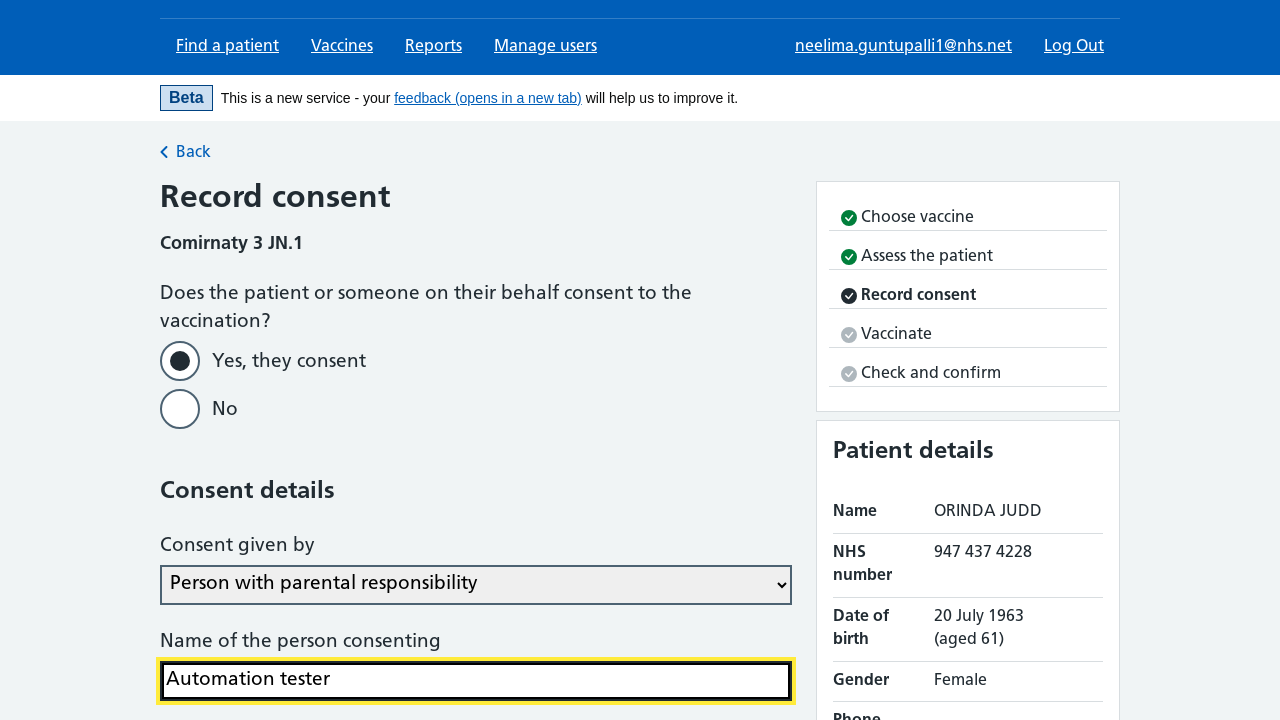 Find a patient
Vaccines
Reports
Manage users
neelima.guntupalli1@nhs.net
Log Out
Beta
This is a new service - your feedback (opens in a new tab) will help us to improve it.
Back
Record consent
Comirnaty 3 JN.1
Does the patient or someone on their behalf consent to the
vaccination?
Yes, they consent
No
Consent details
Consent given by
Person with parental responsibility
Name of the person consenting
Automation tester
Choose vaccine
Assess the patient
Record consent
Vaccinate
Check and confirm
Patient details
Name ORINDA JUDD
NHS 947 437 4228
number
Date of 20 July 1963
birth (aged 61)
Gender Female
Phone